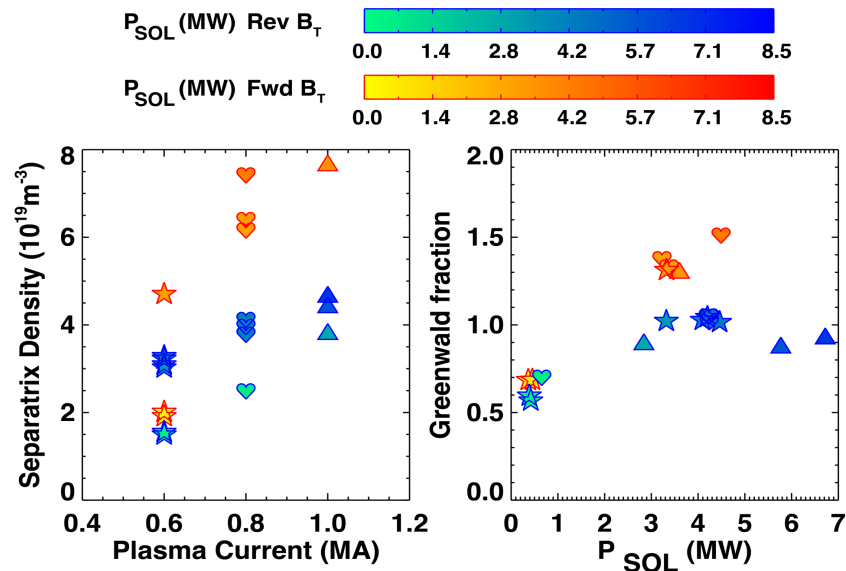 P_SOL (MW) Rev B_T
0.0 1.4 2.8 4.2 5.7 7.1 8.5
P_SOL (MW) Fwd B_T
0.0 1.4 2.8 4.2 5.7 7.1 8.5
Separatrix Density (10^19 m^-3)
8
6
4
2
0
0.4 0.6 0.8 1.0 1.2
Plasma Current (MA)
Greenwald fraction
2.0
1.5
1.0
0.5
0.0
0 1 2 3 4 5 6 7
P_SOL (MW)